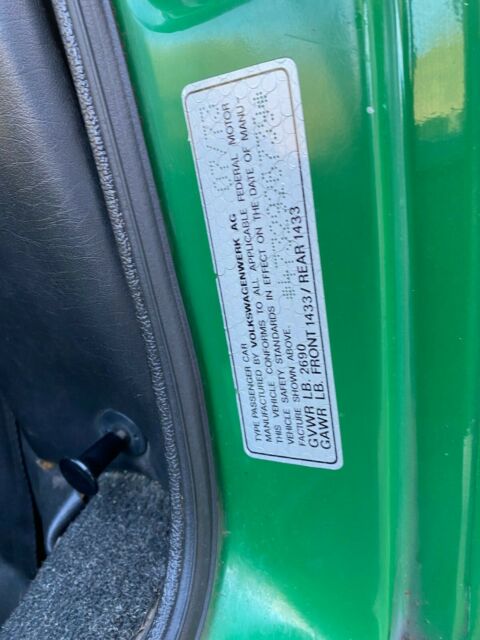 TYPE PASSENGER CAR
MANUFACTURED BY VOLKSWAGENWERK AG
THIS VEHICLE CONFORMS TO ALL APPLICABLE FEDERAL MOTOR
VEHICLE SAFETY STANDARDS IN EFFECT ON THE DATE OF MANU-
FACTURE SHOWN ABOVE.
GVWR LB. 2690
GAWR LB. FRONT 1433 / REAR 1433